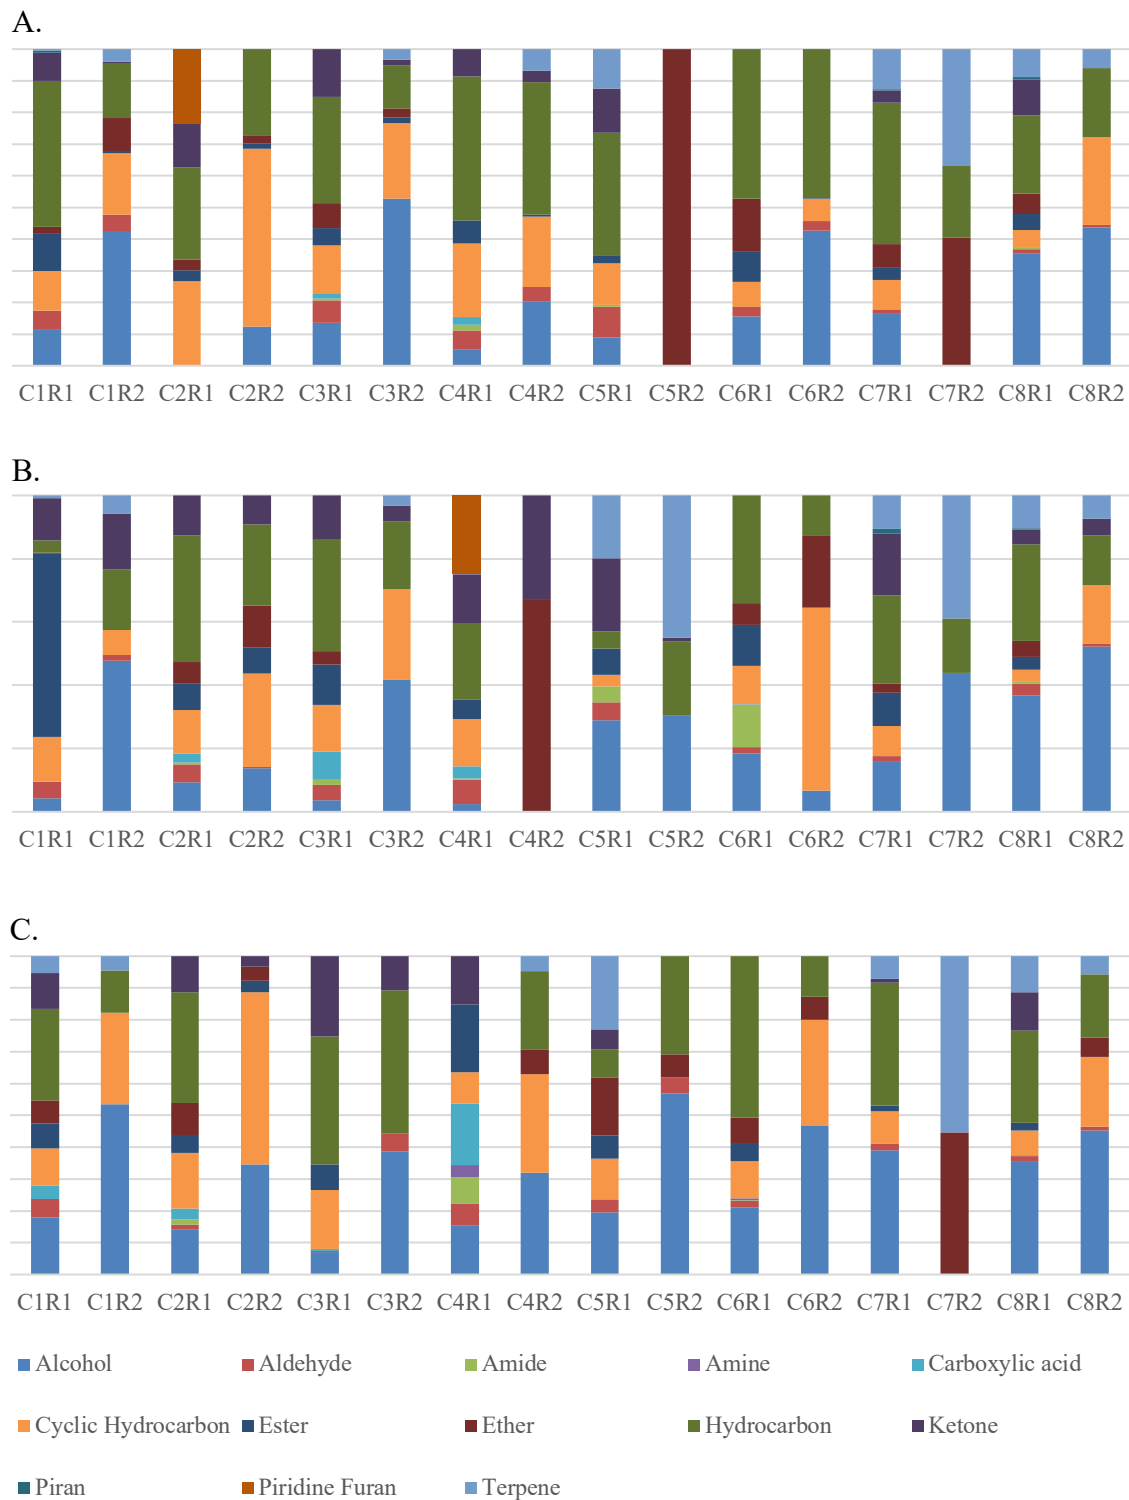 A.
C1R1 C1R2 C2R1 C2R2 C3R1 C3R2 C4R1 C4R2 C5R1 C5R2 C6R1 C6R2 C7R1 C7R2 C8R1 C8R2
B.
C1R1 C1R2 C2R1 C2R2 C3R1 C3R2 C4R1 C4R2 C5R1 C5R2 C6R1 C6R2 C7R1 C7R2 C8R1 C8R2
C.
C1R1 C1R2 C2R1 C2R2 C3R1 C3R2 C4R1 C4R2 C5R1 C5R2 C6R1 C6R2 C7R1 C7R2 C8R1 C8R2
Alcohol Aldehyde Amide Amine Carboxylic acid
Cyclic Hydrocarbon Ester Ether Hydrocarbon Ketone
Piran Piridine Furan Terpene